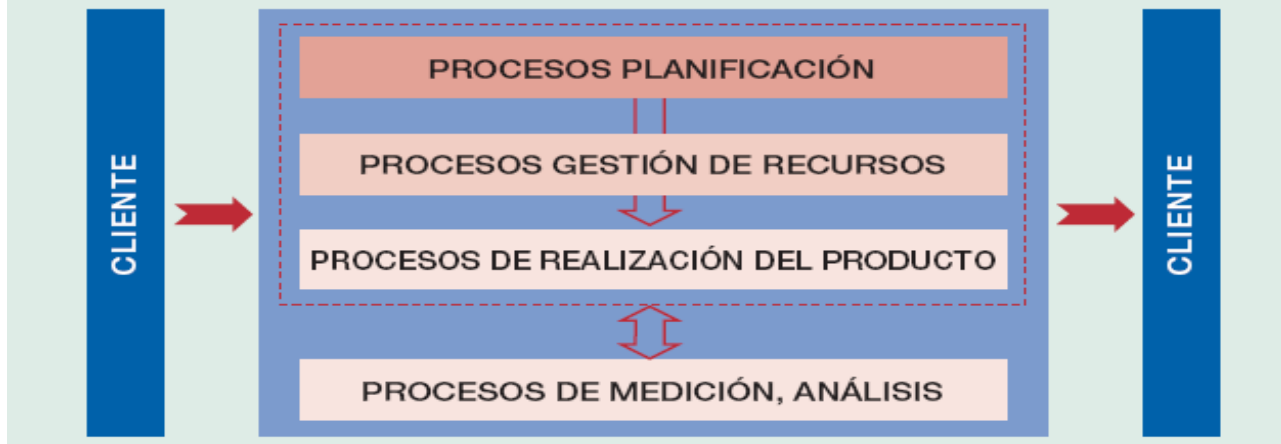 CLIENTE
PROCESOS PLANIFICACIÓN
PROCESOS GESTIÓN DE RECURSOS
PROCESOS DE REALIZACIÓN DEL PRODUCTO
PROCESOS DE MEDICIÓN, ANÁLISIS
CLIENTE